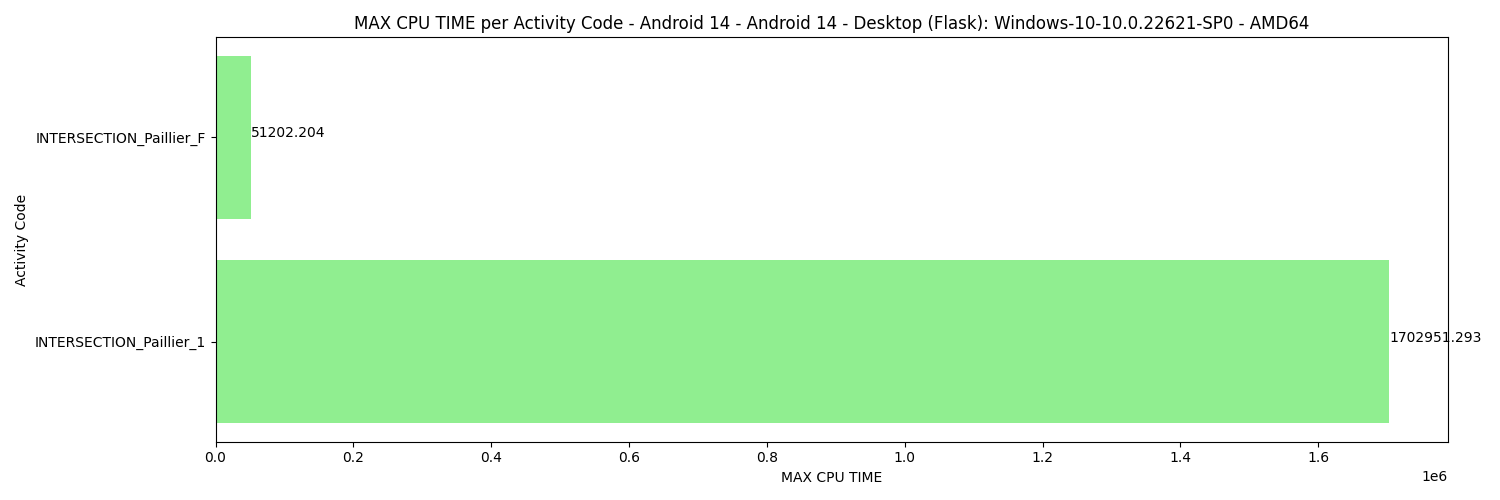 MAX CPU TIME per Activity Code - Android 14 - Android 14 - Desktop (Flask): Windows-10-10.0.22621-SP0 - AMD64
INTERSECTION_Paillier_F
51202.204
Activity Code
INTERSECTION_Paillier_1
1702951.293
0.0 0.2 0.4 0.6 0.8 1.0 1.2 1.4 1.6
MAX CPU TIME
1e6